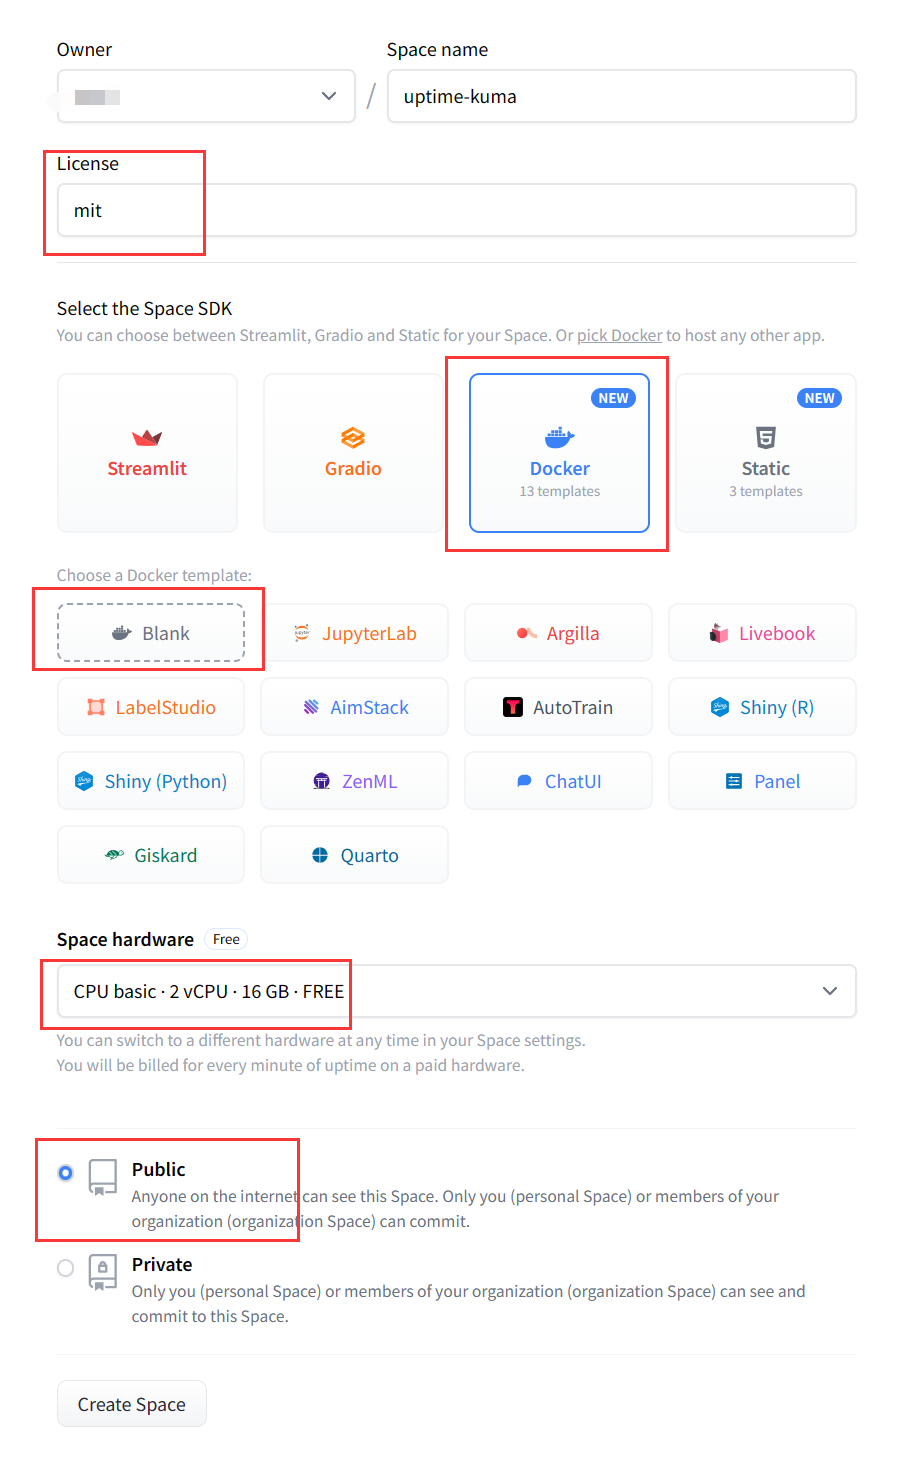 Owner
Space name
/
uptime-kuma
License
mit
Select the Space SDK
You can choose between Streamlit, Gradio and Static for your Space. Or pick Docker to host any other app.
Streamlit
Gradio
NEW
Docker
13 templates
NEW
Static
3 templates
Choose a Docker template:
Blank
JupyterLab
Argilla
Livebook
LabelStudio
AimStack
AutoTrain
Shiny (R)
Shiny (Python)
ZenML
ChatUI
Panel
Giskard
Quarto
Space hardware Free
CPU basic · 2 vCPU · 16 GB · FREE
You can switch to a different hardware at any time in your Space settings.
You will be billed for every minute of uptime on a paid hardware.
Public
Anyone on the internet can see this Space. Only you (personal Space) or members of your
organization (organization Space) can commit.
Private
Only you (personal Space) or members of your organization (organization Space) can see and
commit to this Space.
Create Space